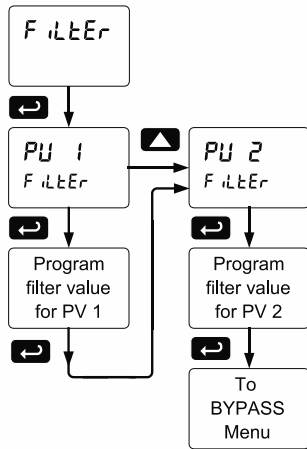 FiLtEr
PU 1
FiLtEr
PU 2
FiLtEr
Program
filter value
for PV 1
Program
filter value
for PV 2
To
BYPASS
Menu